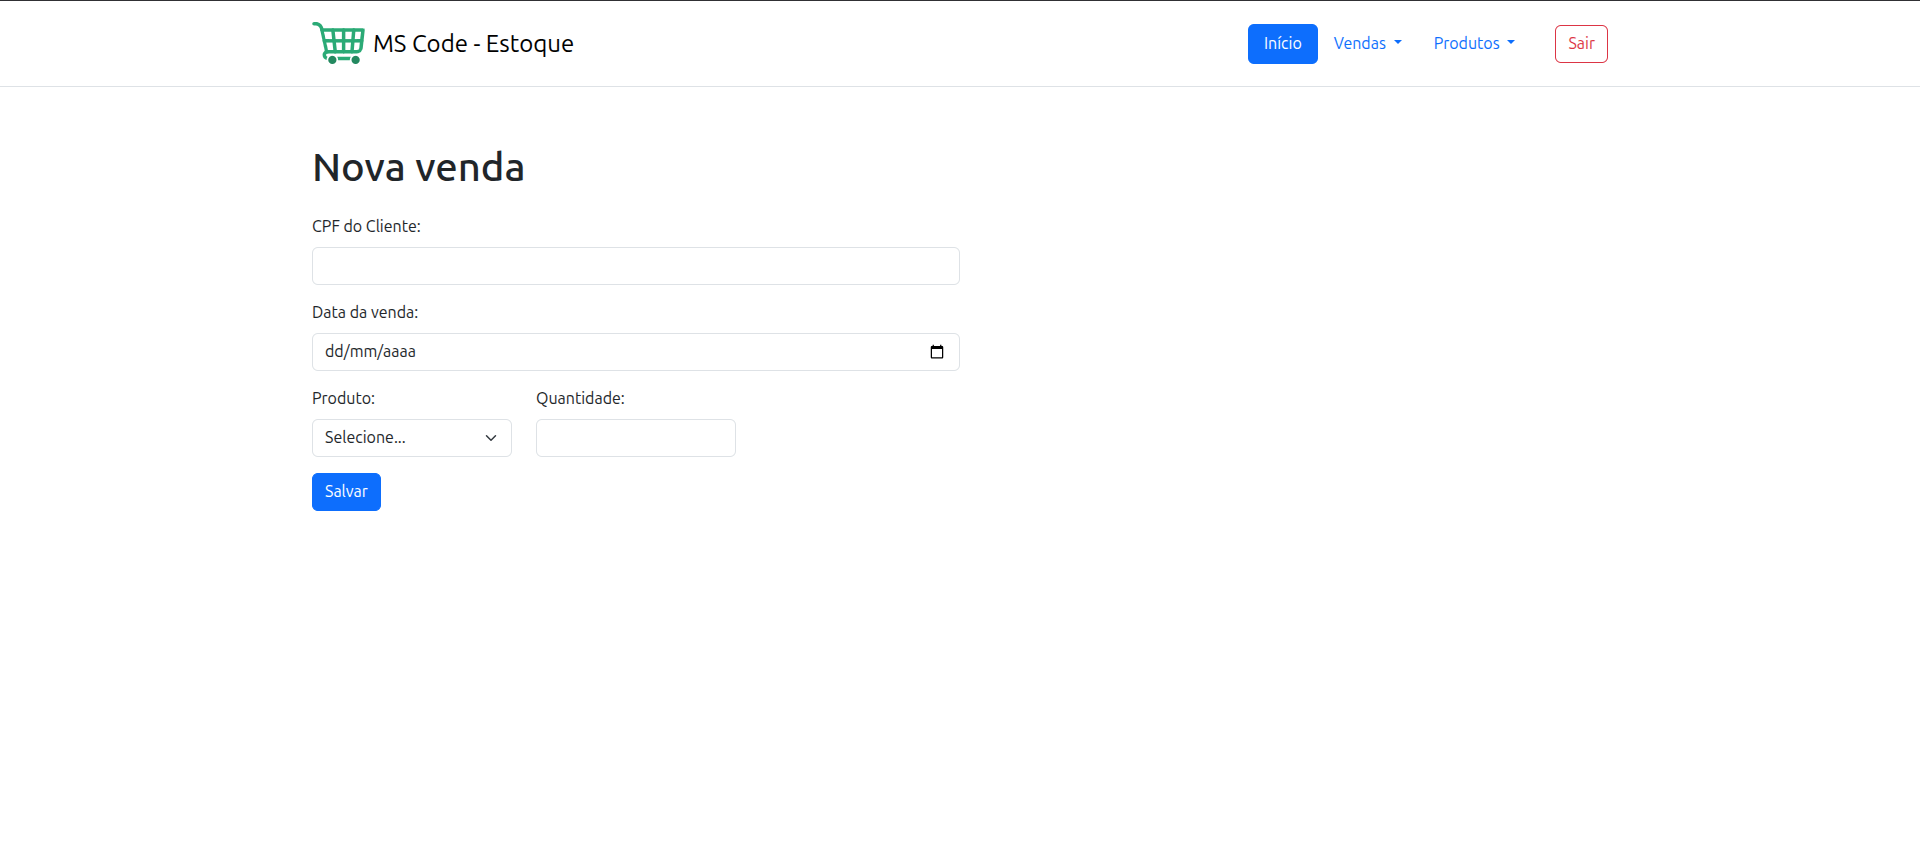 MS Code - Estoque
Início
Vendas
Produtos
Sair
Nova venda
CPF do Cliente:
Data da venda:
dd/mm/aaaa
Produto:
Quantidade:
Selecione...
Salvar